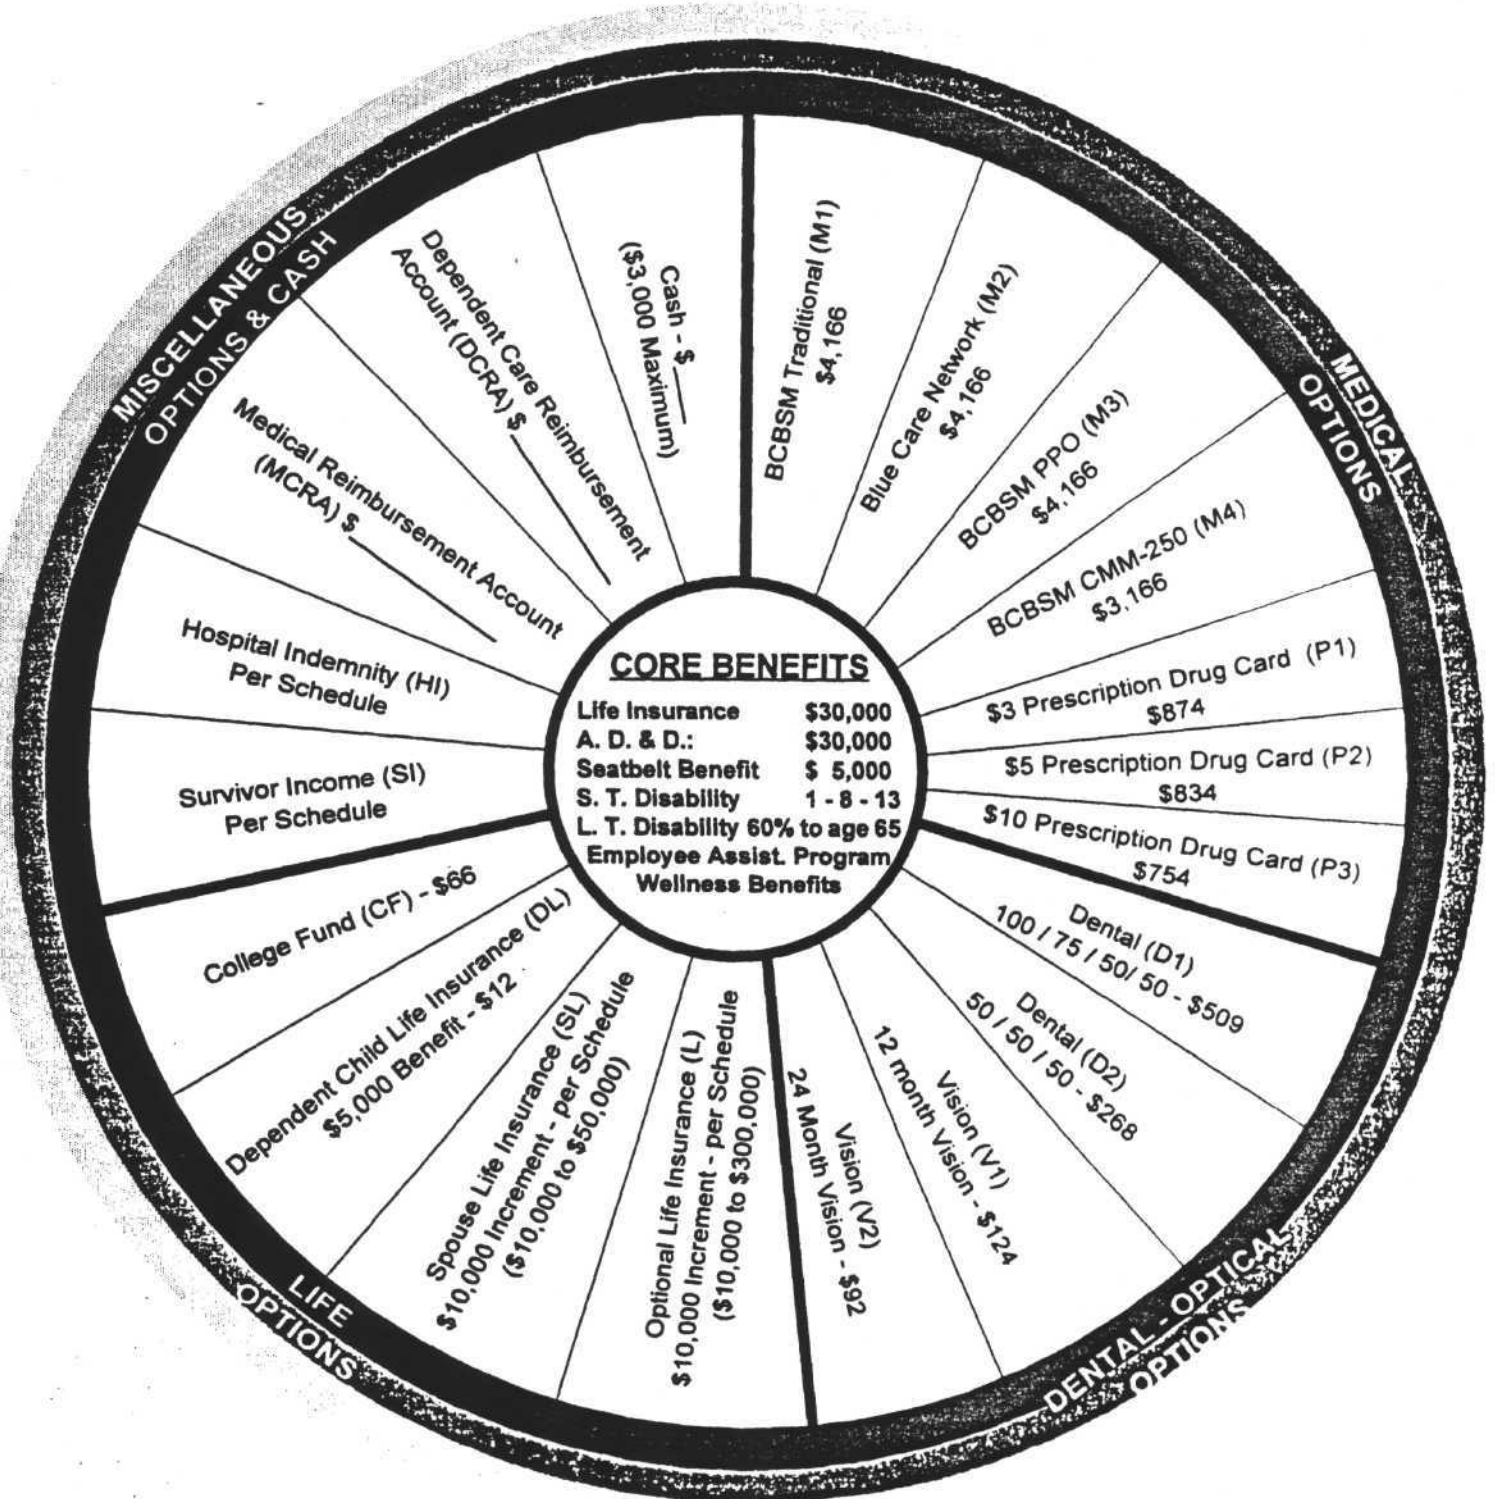 MISCELLANEOUS
OPTIONS & CASH
MEDICAL
OPTIONS
DENTAL - OPTICAL
OPTIONS
LIFE
OPTIONS
CORE BENEFITS
Life Insurance $30,000
A. D. & D.: $30,000
Seatbelt Benefit $ 5,000
S. T. Disability 1 - 8 - 13
L. T. Disability 60% to age 65
Employee Assist. Program
Wellness Benefits
BCBSM Traditional (M1)
$4,166
Blue Care Network (M2)
$4,166
BCBSM PPO (M3)
$4,166
BCBSM CMM-250 (M4)
$3,166
$3 Prescription Drug Card (P1)
$874
$5 Prescription Drug Card (P2)
$834
$10 Prescription Drug Card (P3)
$754
Dental (D1)
100 / 75 / 50/ 50 - $509
Dental (D2)
50 / 50 / 50 - $268
Vision (V1)
12 month Vision - $124
Vision (V2)
24 Month Vision - $92
Optional Life Insurance (L)
$10,000 Increment - per Schedule
($10,000 to $300,000)
Spouse Life Insurance (SL)
$10,000 Increment - per Schedule
($10,000 to $50,000)
Dependent Child Life Insurance (DL)
$5,000 Benefit - $12
College Fund (CF) - $66
Survivor Income (SI)
Per Schedule
Hospital Indemnity (HI)
Per Schedule
Medical Reimbursement Account
(MCRA) $
Dependent Care Reimbursement
Account (DCRA) $
Cash - $
($3,000 Maximum)